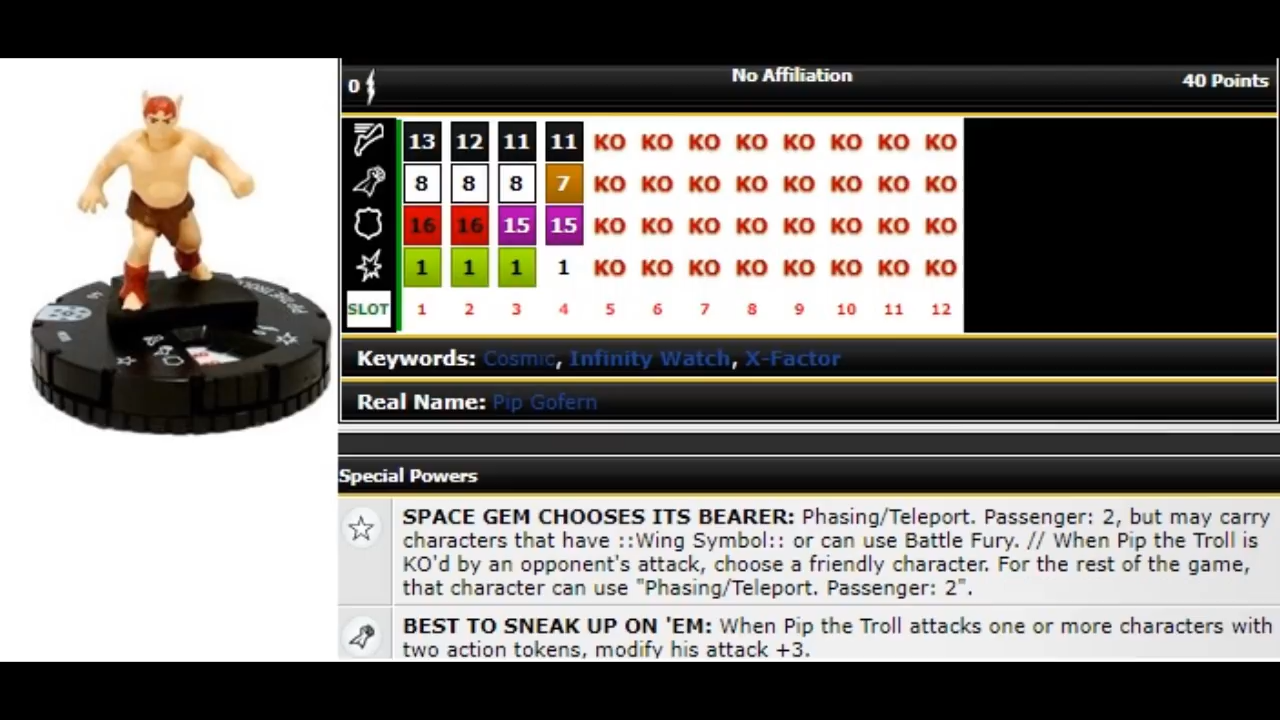 0 No Affiliation 40 Points
13 12 11 11 KO KO KO KO KO KO KO KO
8 8 8 7 KO KO KO KO KO KO KO KO
16 16 15 15 KO KO KO KO KO KO KO KO
1 1 1 1 KO KO KO KO KO KO KO KO
SLOT 1 2 3 4 5 6 7 8 9 10 11 12
Keywords: Cosmic, Infinity Watch, X-Factor
Real Name: Pip Gofern
Special Powers
SPACE GEM CHOOSES ITS BEARER: Phasing/Teleport. Passenger: 2, but may carry
characters that have ::Wing Symbol:: or can use Battle Fury. // When Pip the Troll is
KO'd by an opponent's attack, choose a friendly character. For the rest of the game,
that character can use "Phasing/Teleport. Passenger: 2".
BEST TO SNEAK UP ON 'EM: When Pip the Troll attacks one or more characters with
two action tokens, modify his attack +3.
PIP THE TROLL